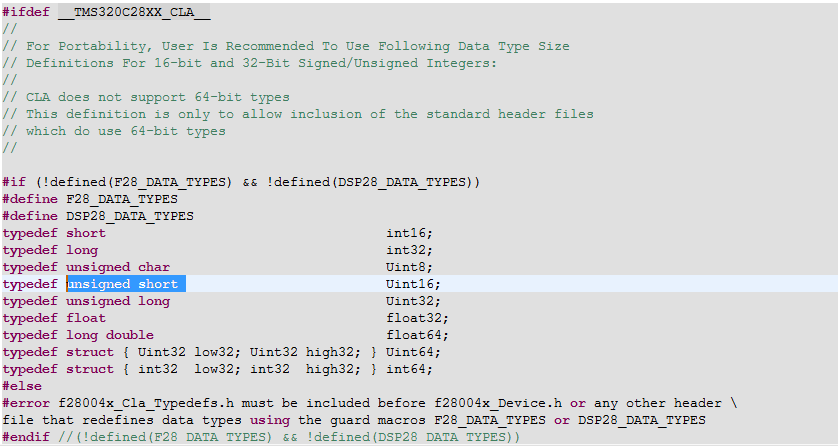 #ifdef __TMS320C28XX_CLA__
//
// For Portability, User Is Recommended To Use Following Data Type Size
// Definitions For 16-bit and 32-Bit Signed/Unsigned Integers:
//
// CLA does not support 64-bit types
// This definition is only to allow inclusion of the standard header files
// which do use 64-bit types
//
#if (!defined(F28_DATA_TYPES) && !defined(DSP28_DATA_TYPES))
#define F28_DATA_TYPES
#define DSP28_DATA_TYPES
typedef short int16;
typedef long int32;
typedef unsigned char Uint8;
typedef unsigned short Uint16;
typedef unsigned long Uint32;
typedef float float32;
typedef long double float64;
typedef struct { Uint32 low32; Uint32 high32; } Uint64;
typedef struct { int32  low32; int32  high32; } int64;
#else
#error f28004x_Cla_Typedefs.h must be included before f28004x_Device.h or any other header \
file that redefines data types using the guard macros F28_DATA_TYPES or DSP28_DATA_TYPES
#endif //(!defined(F28_DATA_TYPES) && !defined(DSP28_DATA_TYPES))